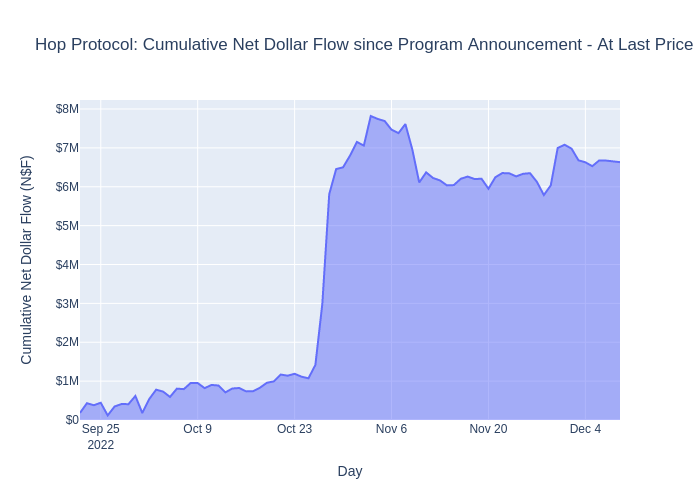 Hop Protocol: Cumulative Net Dollar Flow since Program Announcement - At Last Price
Cumulative Net Dollar Flow (N$F)
$8M
$7M
$6M
$5M
$4M
$3M
$2M
$1M
$0
Sep 25
2022
Oct 9
Oct 23
Nov 6
Nov 20
Dec 4
Day